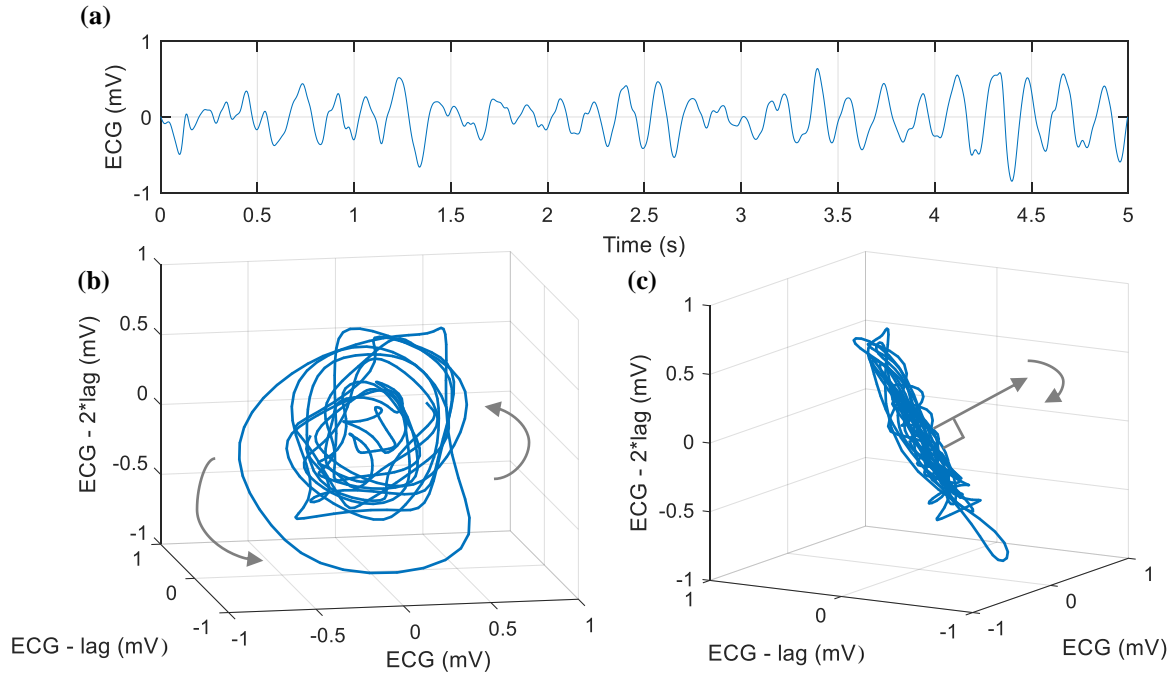 (a)
1
0
-1
ECG (mV)
0 0.5 1 1.5 2 2.5 3 3.5 4 4.5 5
Time (s)
(b)
1
0.5
0
-0.5
-1
ECG - 2*lag (mV)
1
0
-1
ECG - lag (mV)
-1 -0.5 0 0.5 1
ECG (mV)
(c)
1
0.5
0
-0.5
-1
ECG - 2*lag (mV)
1 0 -1
ECG - lag (mV)
-1 0 1
ECG (mV)